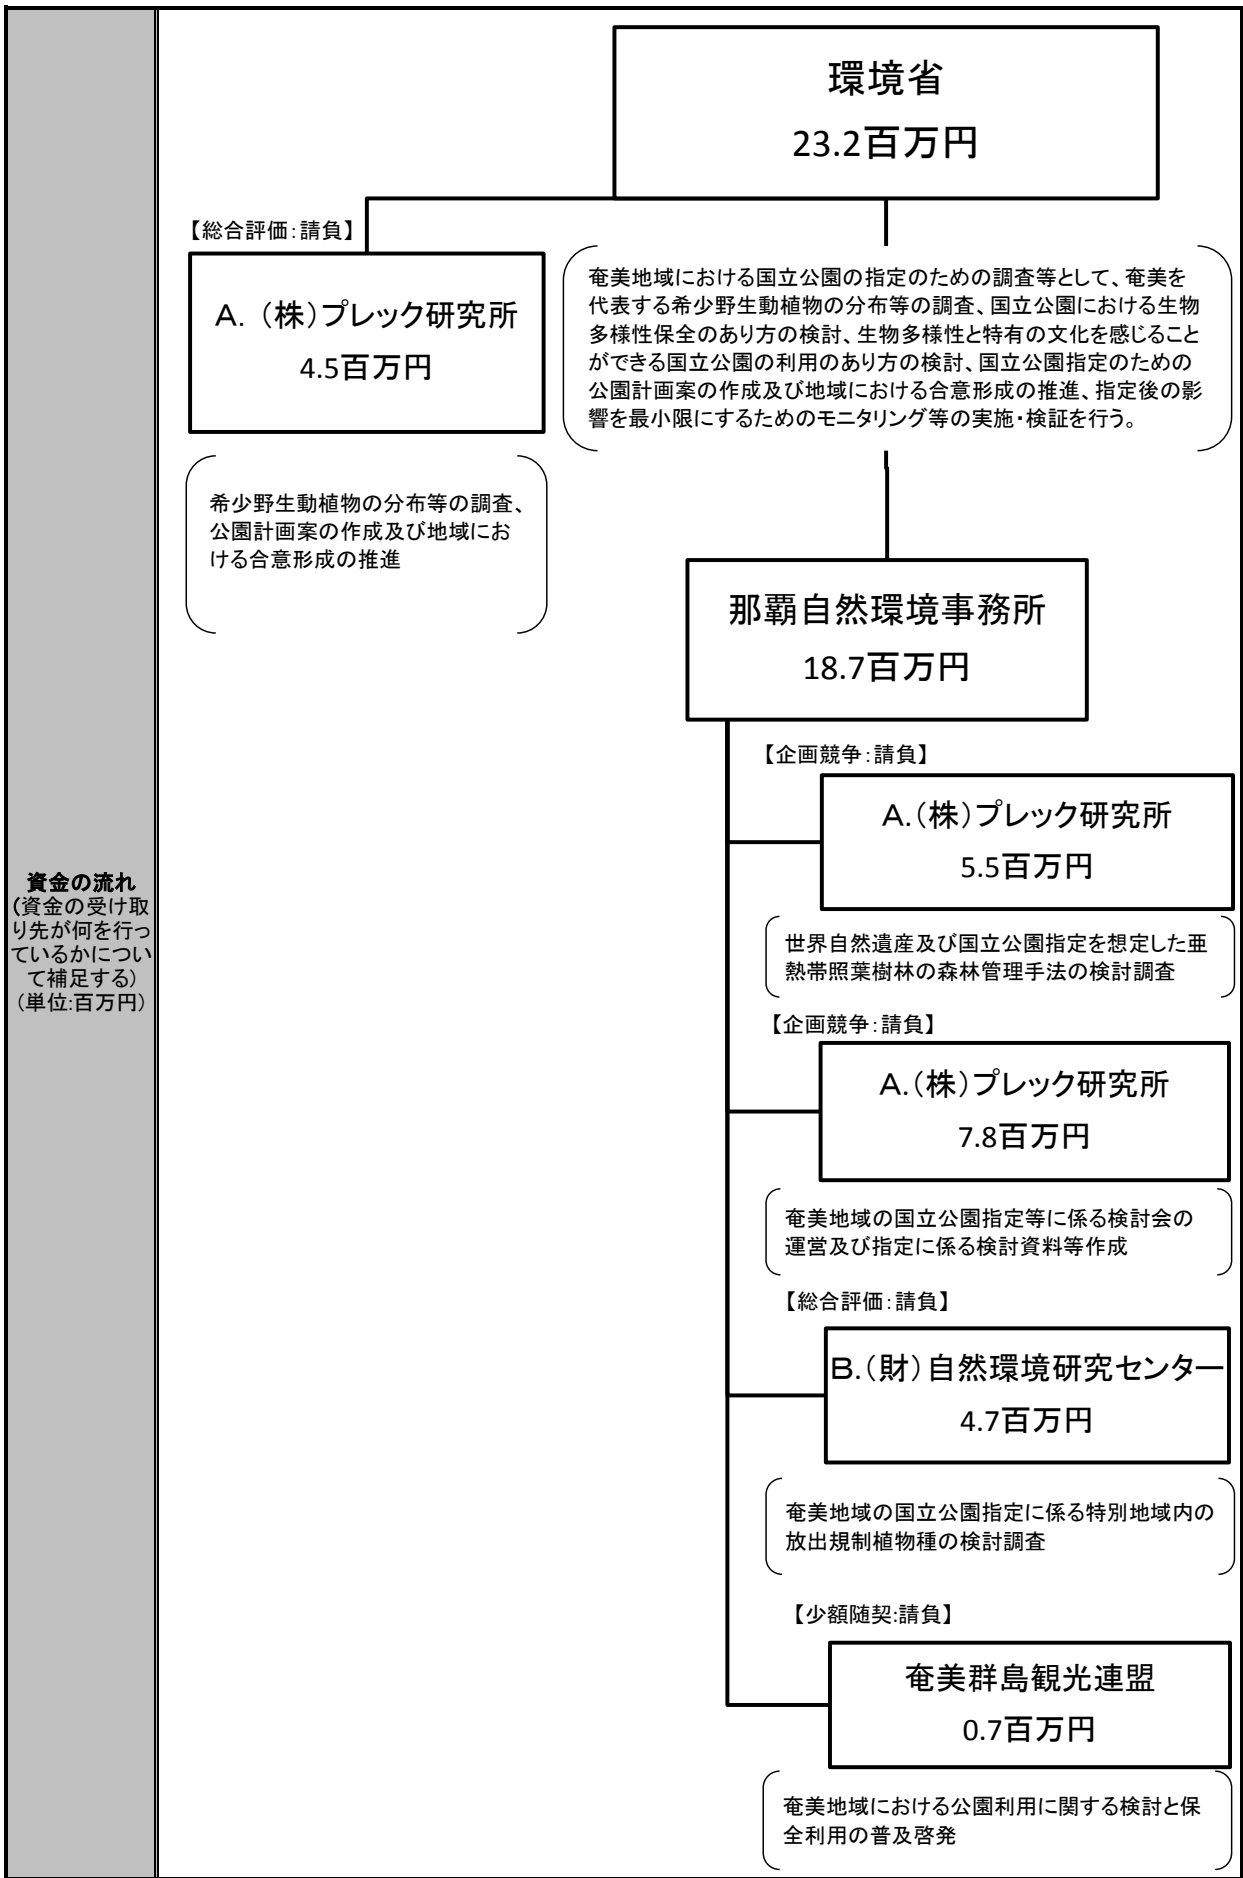 環境省
23.2百万円
【総合評価：請負】
A．（株）プレック研究所
4.5百万円
奄美地域における国立公園の指定のための調査等として、奄美を
代表する希少野生動植物の分布等の調査、国立公園における生物
多様性保全のあり方の検討、生物多様性と特有の文化を感じること
ができる国立公園の利用のあり方の検討、国立公園指定のための
公園計画案の作成及び地域における合意形成の推進、指定後の影
響を最小限にするためのモニタリング等の実施・検証を行う。
希少野生動植物の分布等の調査、
公園計画案の作成及び地域にお
ける合意形成の推進
那覇自然環境事務所
18.7百万円
【企画競争：請負】
A.（株）プレック研究所
5.5百万円
資金の流れ
（資金の受け取
り先が何を行っ
ているかについ
て補足する）
（単位:百万円）
世界自然遺産及び国立公園指定を想定した亜
熱帯照葉樹林の森林管理手法の検討調査
【企画競争：請負】
A.（株）プレック研究所
7.8百万円
奄美地域の国立公園指定等に係る検討会の
運営及び指定に係る検討資料等作成
【総合評価：請負】
B.（財）自然環境研究センター
4.7百万円
奄美地域の国立公園指定に係る特別地域内の
放出規制植物種の検討調査
【少額随契:請負】
奄美群島観光連盟
0.7百万円
奄美地域における公園利用に関する検討と保
全利用の普及啓発